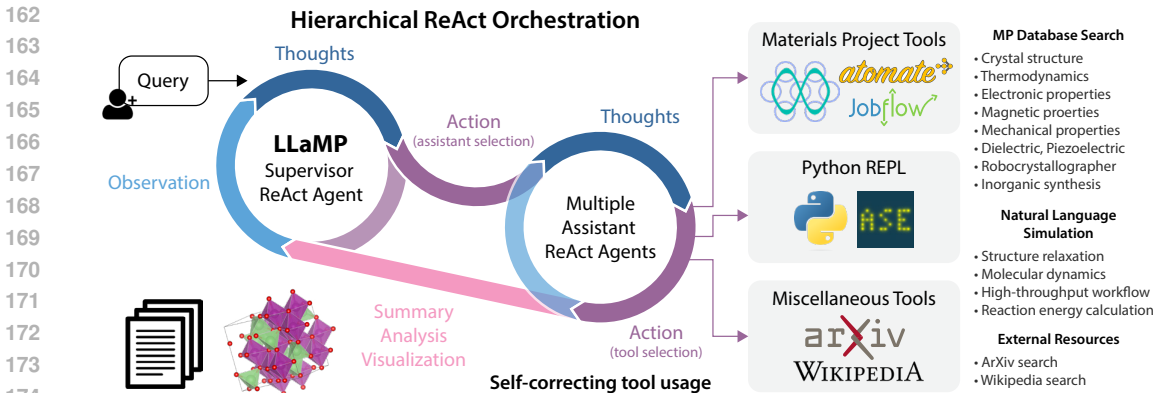 162
163
164
165
166
167
168
169
170
171
172
173
Hierarchical ReAct Orchestration
Query
Thoughts
LLaMP
Supervisor
ReAct Agent
Observation
Action
(assistant selection)
Thoughts
Multiple
Assistant
ReAct Agents
Action
(tool selection)
Summary
Analysis
Visualization
Self-correcting tool usage
Materials Project Tools
atomate
Jobflow
Python REPL
ASE
Miscellaneous Tools
arXiv
WIKIPEDIA
MP Database Search
• Crystal structure
• Thermodynamics
• Electronic properties
• Magnetic proerties
• Mechanical properties
• Dielectric, Piezoelectric
• Robocrystallographer
• Inorganic synthesis
Natural Language
Simulation
• Structure relaxation
• Molecular dynamics
• High-throughput workflow
• Reaction energy calculation
External Resources
• ArXiv search
• Wikipedia search